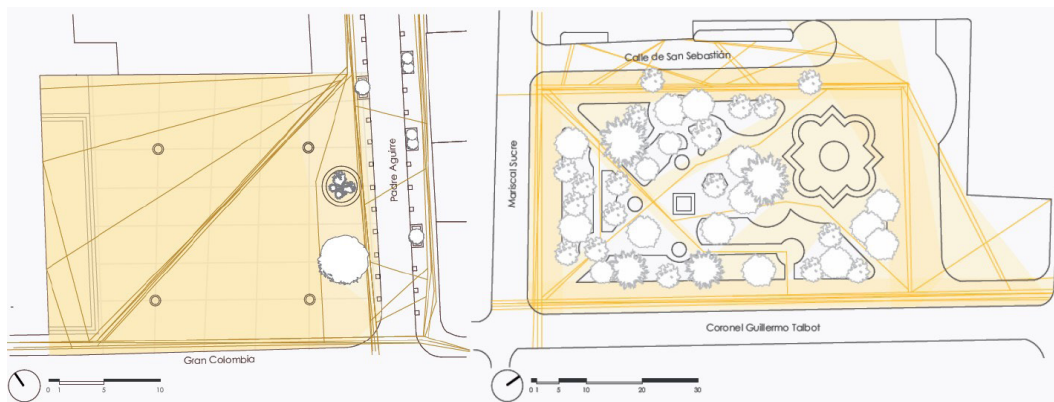 Padre Aguirre
Gran Colombia
0 1 5 10
Calle de San Sebastián
Mariscal Sucre
Coronel Guillermo Talbot
0 1 5 10 20 30